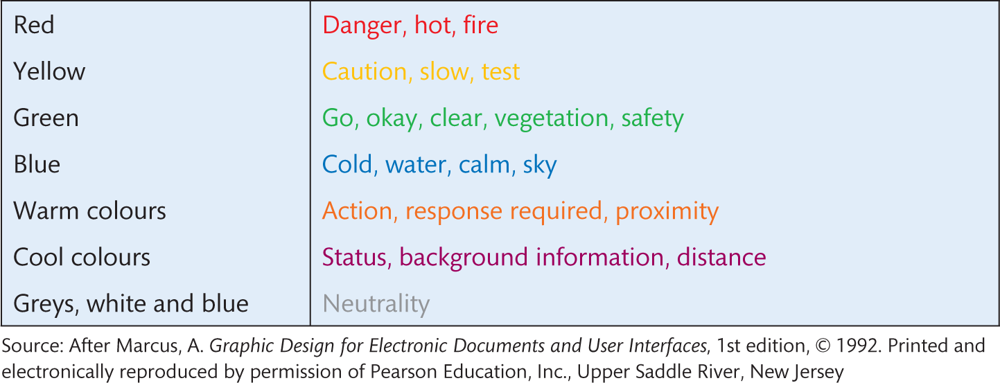 Red Danger, hot, fire
Yellow Caution, slow, test
Green Go, okay, clear, vegetation, safety
Blue Cold, water, calm, sky
Warm colours Action, response required, proximity
Cool colours Status, background information, distance
Greys, white and blue Neutrality
Source: After Marcus, A. Graphic Design for Electronic Documents and User Interfaces, 1st edition, © 1992. Printed and
electronically reproduced by permission of Pearson Education, Inc., Upper Saddle River, New Jersey